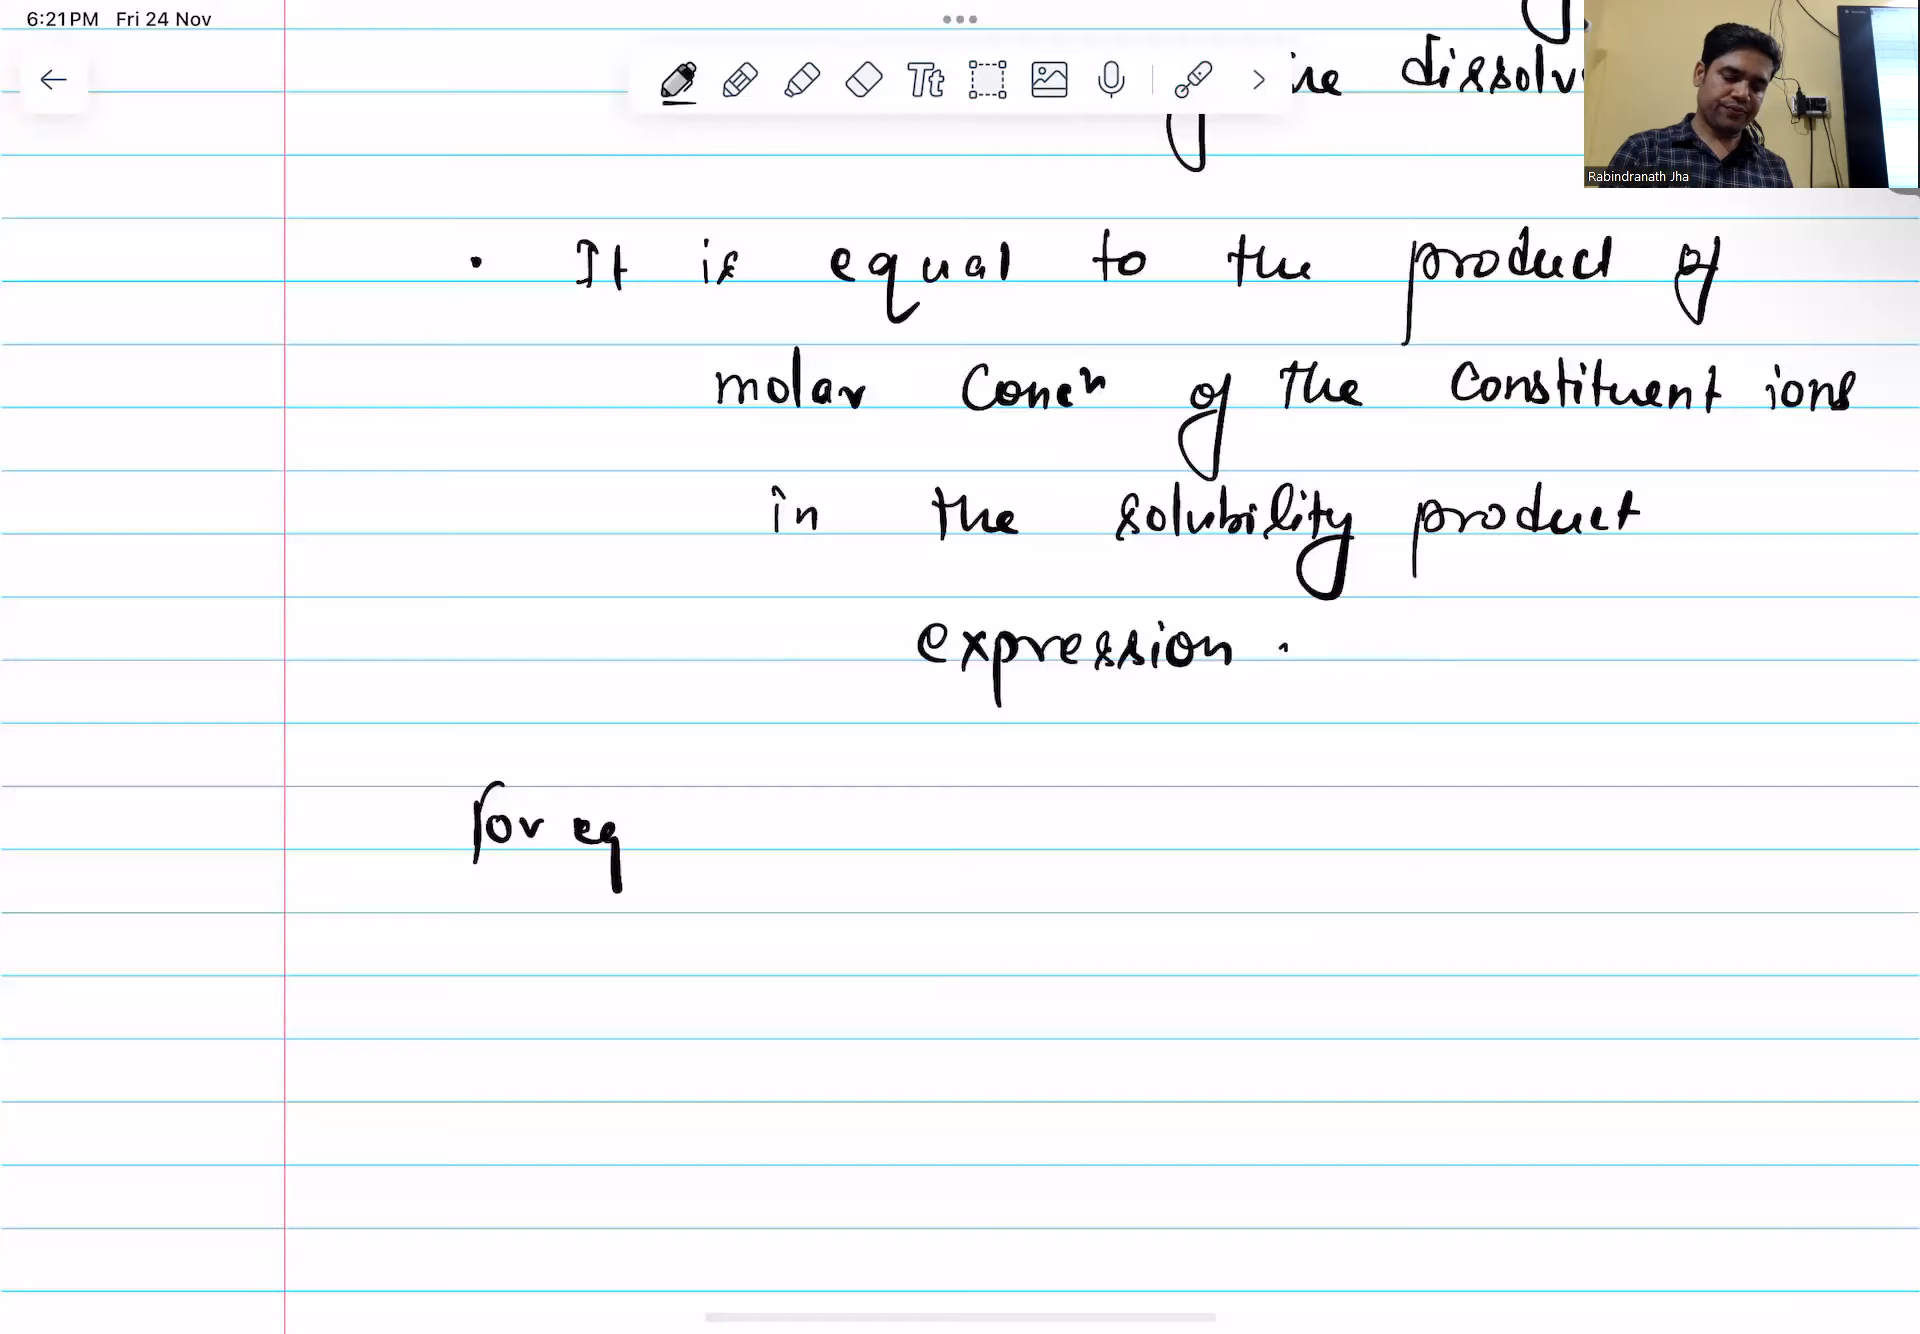 6:21 PM Fri 24 Nov
Tt
dissolv
Rabindranath Jha
• It is equal to the product of
molar Concn of the Constituent ions
in the solubility product
expression .
For eg